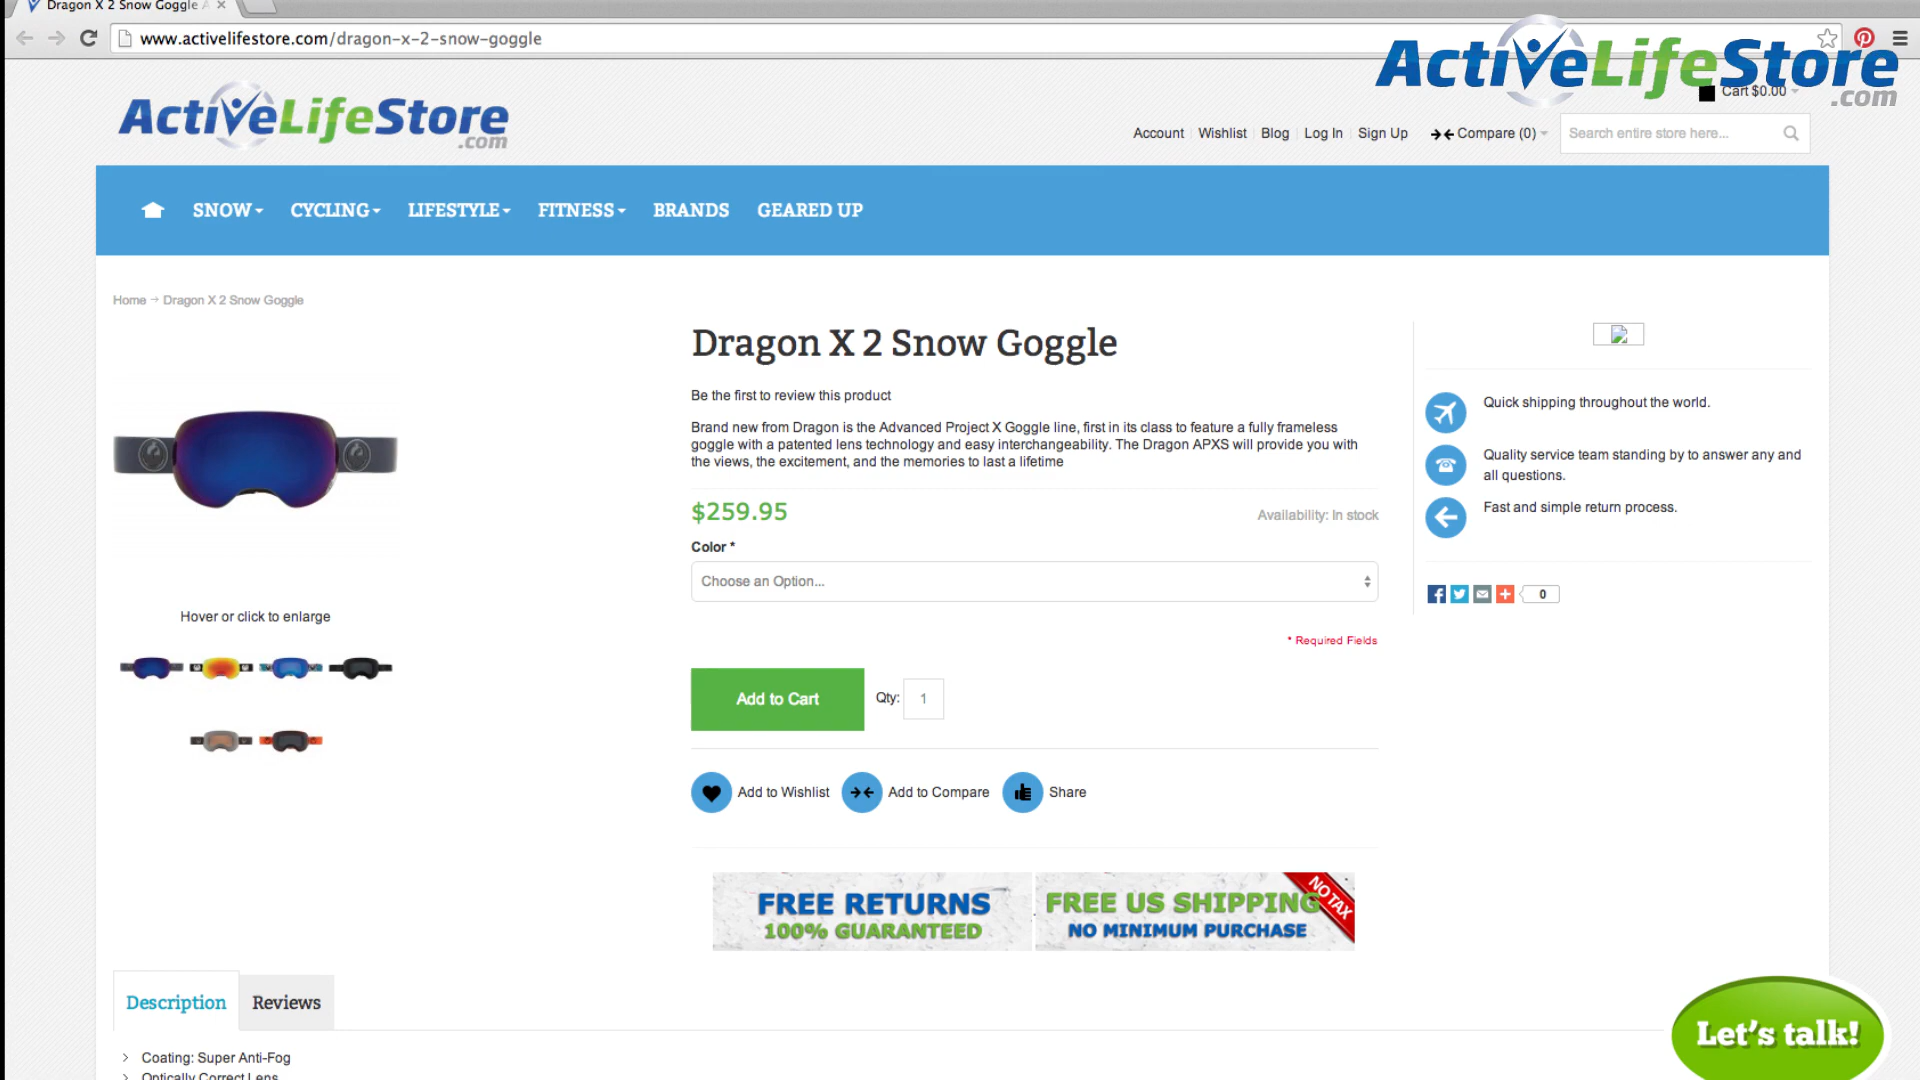 Dragon X 2 Snow Goggle
www.activelifestore.com/dragon-x-2-snow-goggle
ActiveLifeStore
.com
ActiveLifeStore
.com
Cart $0.00
Account Wishlist Blog Log In Sign Up Compare (0) Search entire store here...
SNOW CYCLING LIFESTYLE FITNESS BRANDS GEARED UP
Home → Dragon X 2 Snow Goggle
Dragon X 2 Snow Goggle
Be the first to review this product
Brand new from Dragon is the Advanced Project X Goggle line, first in its class to feature a fully frameless
goggle with a patented lens technology and easy interchangeability. The Dragon APXS will provide you with
the views, the excitement, and the memories to last a lifetime
$259.95
Availability: In stock
Color *
Choose an Option...
* Required Fields
Add to Cart Qty: 1
Add to Wishlist Add to Compare Share
FREE RETURNS
100% GUARANTEED
FREE US SHIPPING
NO MINIMUM PURCHASE
NO TAX
Hover or click to enlarge
Quick shipping throughout the world.
Quality service team standing by to answer any and
all questions.
Fast and simple return process.
0
Description Reviews
Coating: Super Anti-Fog
Optically Correct Lens
Let's talk!